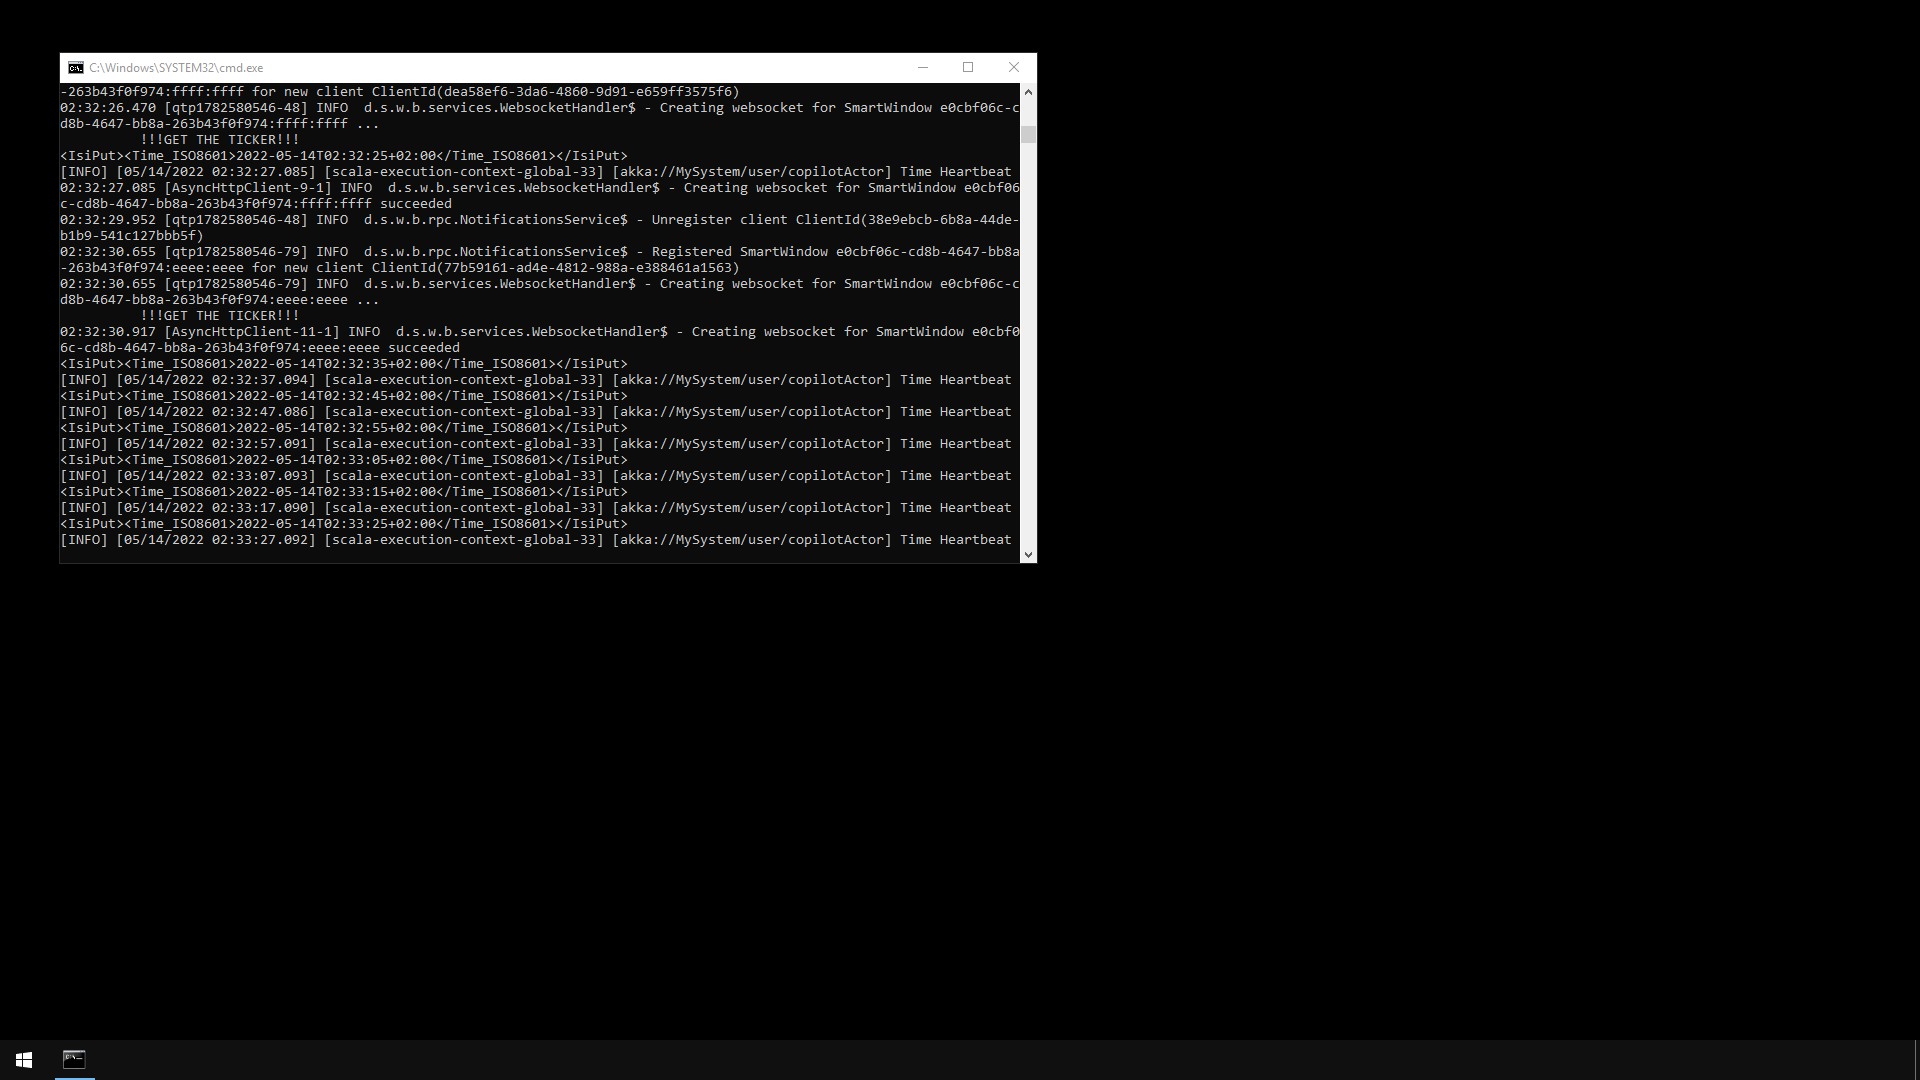 C:\Windows\SYSTEM32\cmd.exe
-263b43f0f974:ffff:ffff for new client ClientId(dea58ef6-3da6-4860-9d91-e659ff3575f6)
02:32:26.470 [qtp1782580546-48] INFO  d.s.w.b.services.WebsocketHandler$ - Creating websocket for SmartWindow e0cbf06c-c
d8b-4647-bb8a-263b43f0f974:ffff:ffff ...
!!!GET THE TICKER!!!
<IsiPut><Time_ISO8601>2022-05-14T02:32:25+02:00</Time_ISO8601></IsiPut>
[INFO] [05/14/2022 02:32:27.085] [scala-execution-context-global-33] [akka://MySystem/user/copilotActor] Time Heartbeat
02:32:27.085 [AsyncHttpClient-9-1] INFO  d.s.w.b.services.WebsocketHandler$ - Creating websocket for SmartWindow e0cbf06
c-cd8b-4647-bb8a-263b43f0f974:ffff:ffff succeeded
02:32:29.952 [qtp1782580546-48] INFO  d.s.w.b.rpc.NotificationsService$ - Unregister client ClientId(38e9ebcb-6b8a-44de-
b1b9-541c127bbb5f)
02:32:30.655 [qtp1782580546-79] INFO  d.s.w.b.rpc.NotificationsService$ - Registered SmartWindow e0cbf06c-cd8b-4647-bb8a
-263b43f0f974:eeee:eeee for new client ClientId(77b59161-ad4e-4812-988a-e388461a1563)
02:32:30.655 [qtp1782580546-79] INFO  d.s.w.b.services.WebsocketHandler$ - Creating websocket for SmartWindow e0cbf06c-c
d8b-4647-bb8a-263b43f0f974:eeee:eeee ...
!!!GET THE TICKER!!!
02:32:30.917 [AsyncHttpClient-11-1] INFO  d.s.w.b.services.WebsocketHandler$ - Creating websocket for SmartWindow e0cbf0
6c-cd8b-4647-bb8a-263b43f0f974:eeee:eeee succeeded
<IsiPut><Time_ISO8601>2022-05-14T02:32:35+02:00</Time_ISO8601></IsiPut>
[INFO] [05/14/2022 02:32:37.094] [scala-execution-context-global-33] [akka://MySystem/user/copilotActor] Time Heartbeat
<IsiPut><Time_ISO8601>2022-05-14T02:32:45+02:00</Time_ISO8601></IsiPut>
[INFO] [05/14/2022 02:32:47.086] [scala-execution-context-global-33] [akka://MySystem/user/copilotActor] Time Heartbeat
<IsiPut><Time_ISO8601>2022-05-14T02:32:55+02:00</Time_ISO8601></IsiPut>
[INFO] [05/14/2022 02:32:57.091] [scala-execution-context-global-33] [akka://MySystem/user/copilotActor] Time Heartbeat
<IsiPut><Time_ISO8601>2022-05-14T02:33:05+02:00</Time_ISO8601></IsiPut>
[INFO] [05/14/2022 02:33:07.093] [scala-execution-context-global-33] [akka://MySystem/user/copilotActor] Time Heartbeat
<IsiPut><Time_ISO8601>2022-05-14T02:33:15+02:00</Time_ISO8601></IsiPut>
[INFO] [05/14/2022 02:33:17.090] [scala-execution-context-global-33] [akka://MySystem/user/copilotActor] Time Heartbeat
<IsiPut><Time_ISO8601>2022-05-14T02:33:25+02:00</Time_ISO8601></IsiPut>
[INFO] [05/14/2022 02:33:27.092] [scala-execution-context-global-33] [akka://MySystem/user/copilotActor] Time Heartbeat